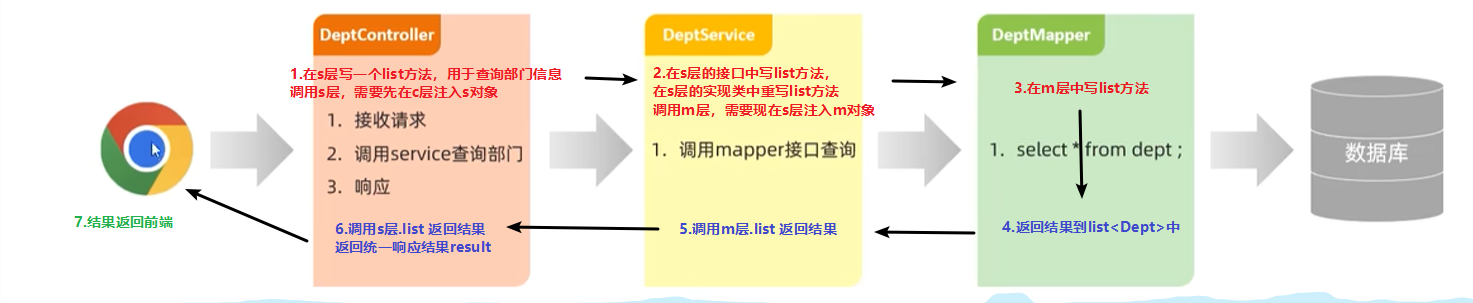 DeptController
1.在s层写一个list方法，用于查询部门信息
调用s层，需要先在c层注入s对象
1. 接收请求
2. 调用service查询部门
3. 响应
6.调用s层.list 返回结果
返回统一响应结果result
7.结果返回前端
DeptService
2.在s层的接口中写list方法，
在s层的实现类中重写list方法
调用m层，需要现在s层注入m对象
1. 调用mapper接口查询
5.调用m层.list 返回结果
DeptMapper
3.在m层中写list方法
1. select * from dept ;
4.返回结果到list<Dept>中
数据库